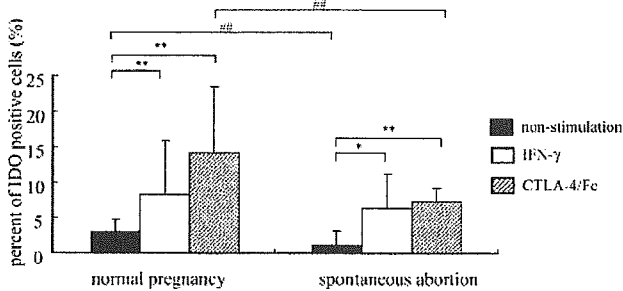 ##
##
**
**
**
*
percent of IDO positive cells (%)
25
20
15
10
5
0
non-stimulation
IFN-γ
CTLA-4/Fc
normal pregnancy
spontaneous abortion